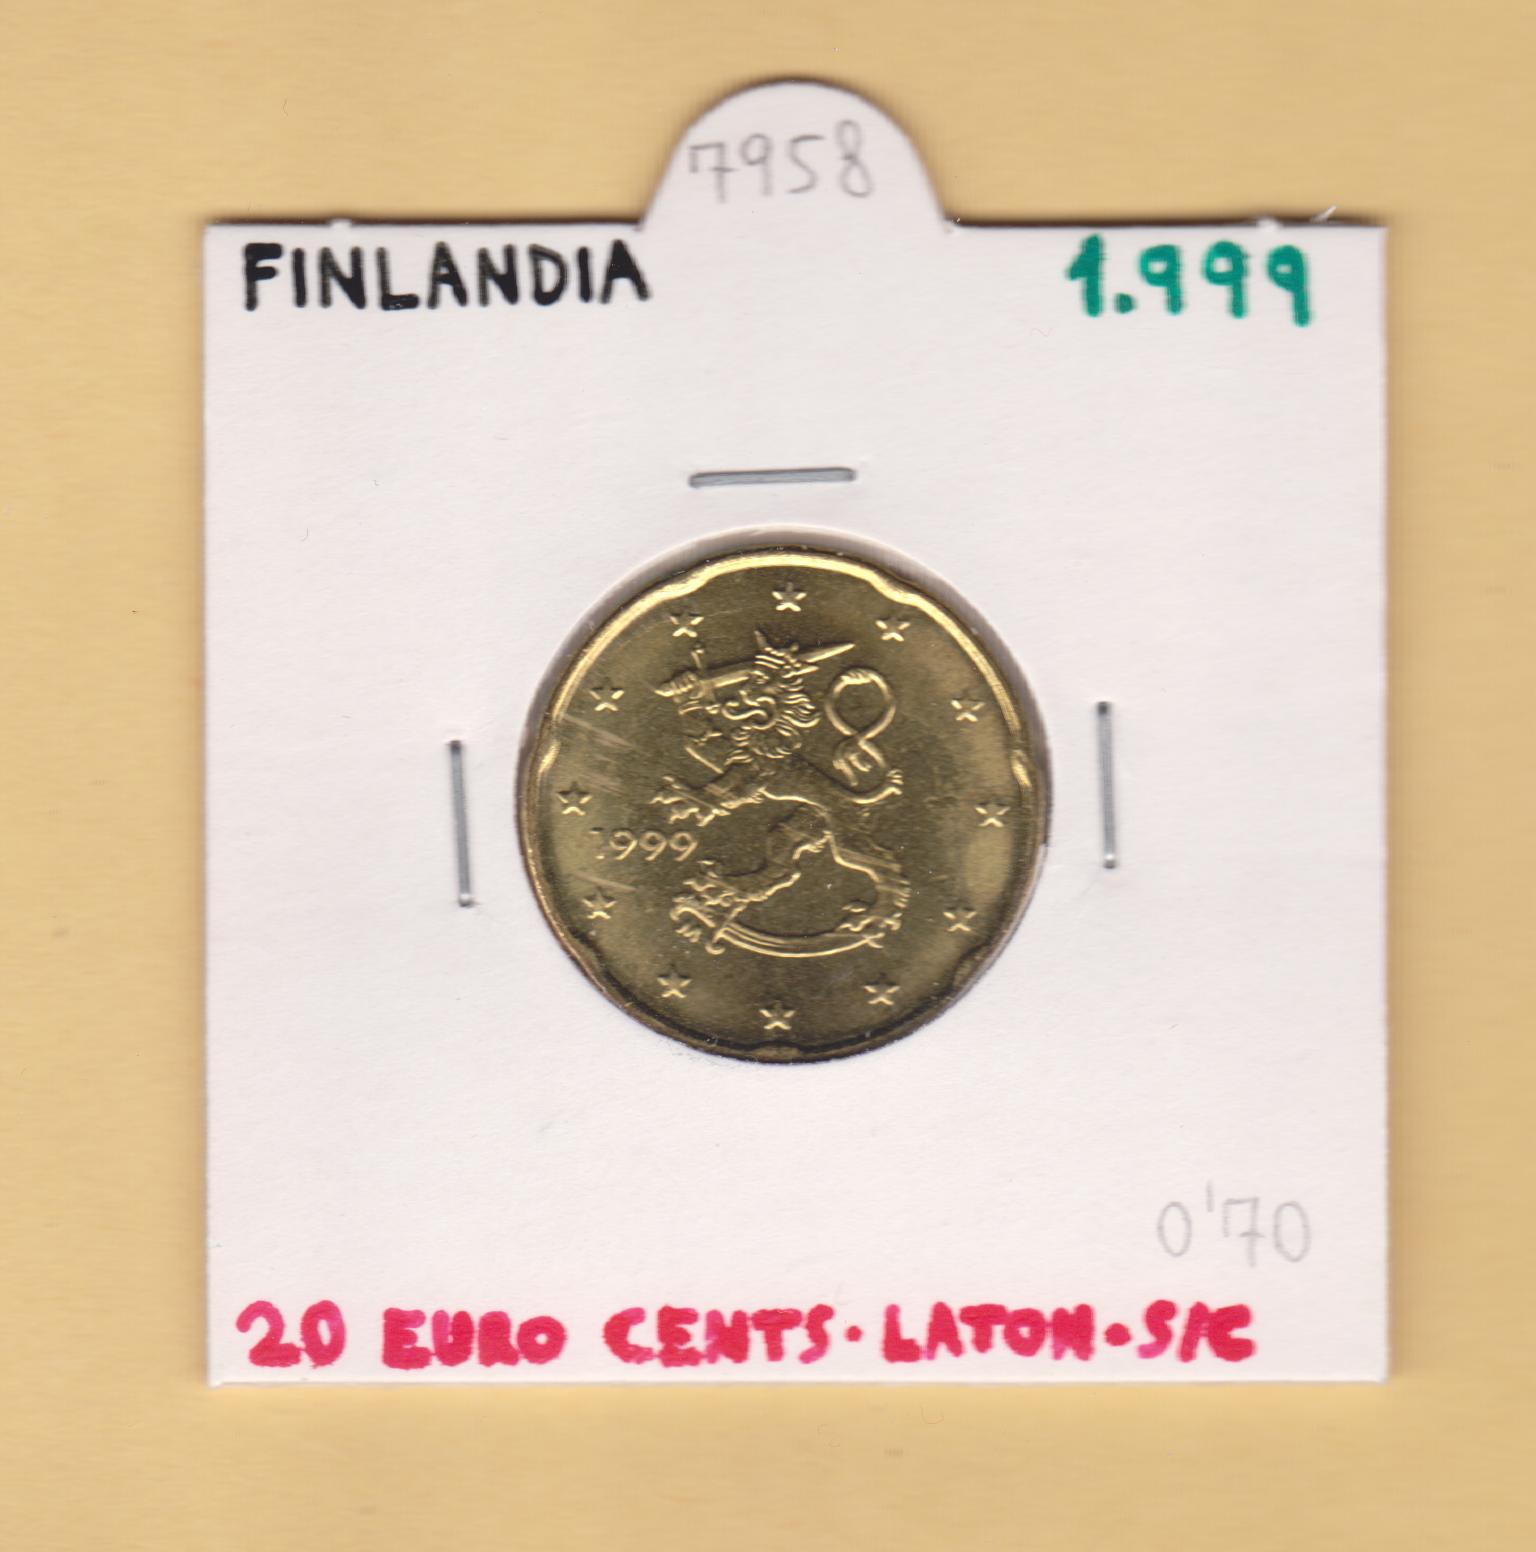 7958
FINLANDIA 1.999
1999
0'70
20 EURO CENTS · LATON · S/C